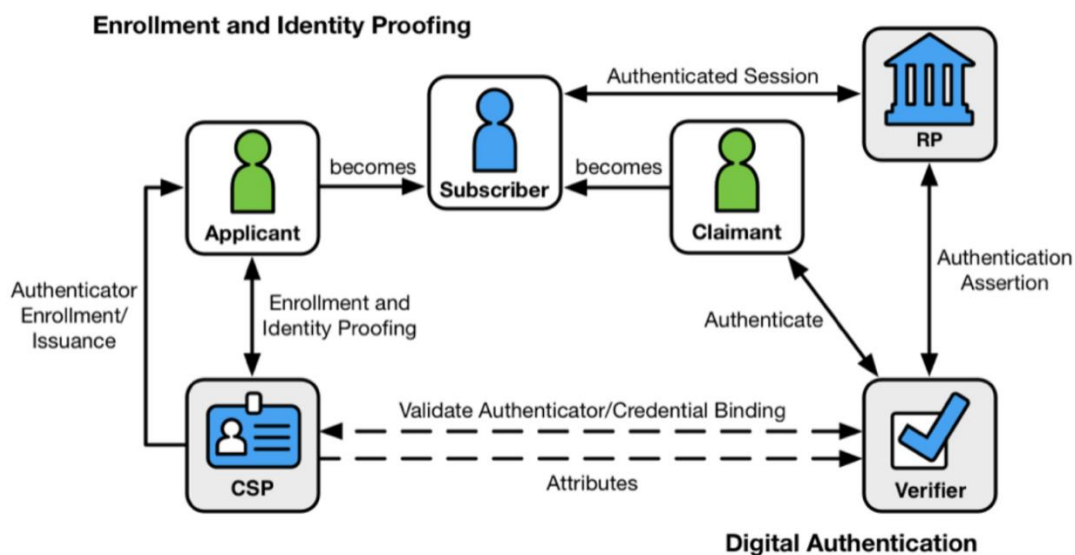 Enrollment and Identity Proofing
Authenticated Session
RP
becomes
Subscriber
becomes
Applicant
Claimant
Authenticator
Enrollment/
Issuance
Enrollment and
Identity Proofing
Authenticate
Authentication
Assertion
Validate Authenticator/Credential Binding
CSP
Attributes
Verifier
Digital Authentication